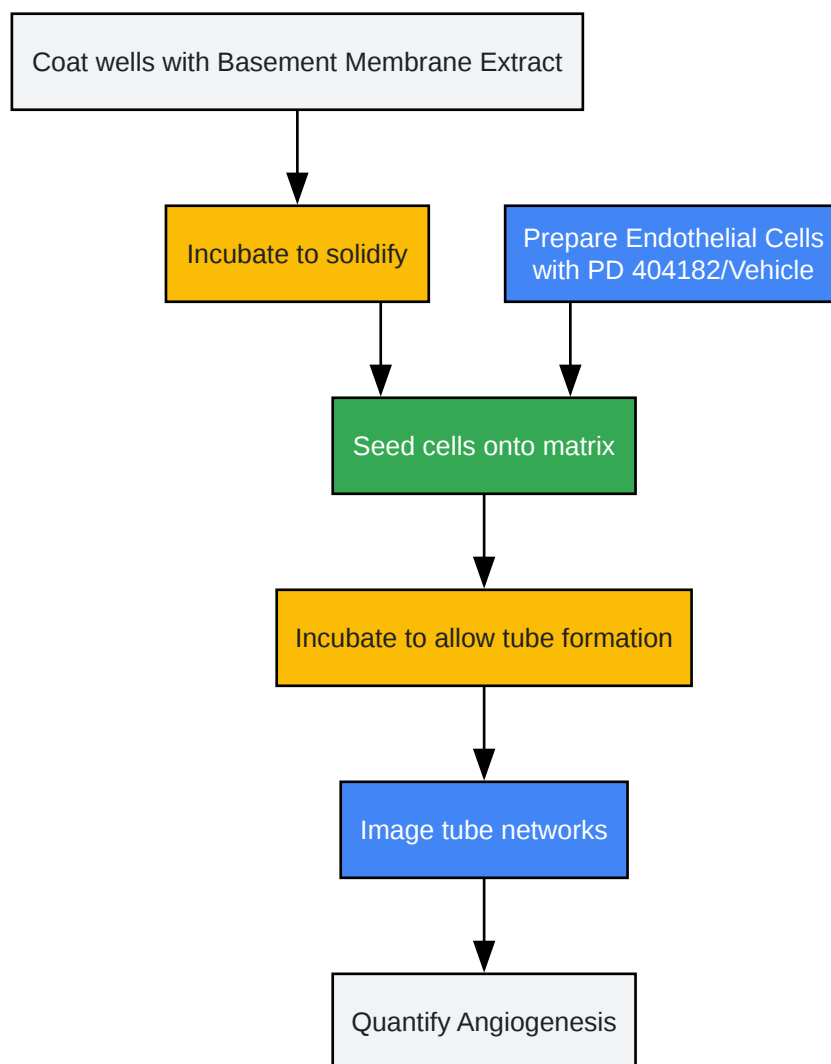 Coat wells with Basement Membrane Extract
Incubate to solidify
Prepare Endothelial Cells
with PD 404182/Vehicle
Seed cells onto matrix
Incubate to allow tube formation
Image tube networks
Quantify Angiogenesis